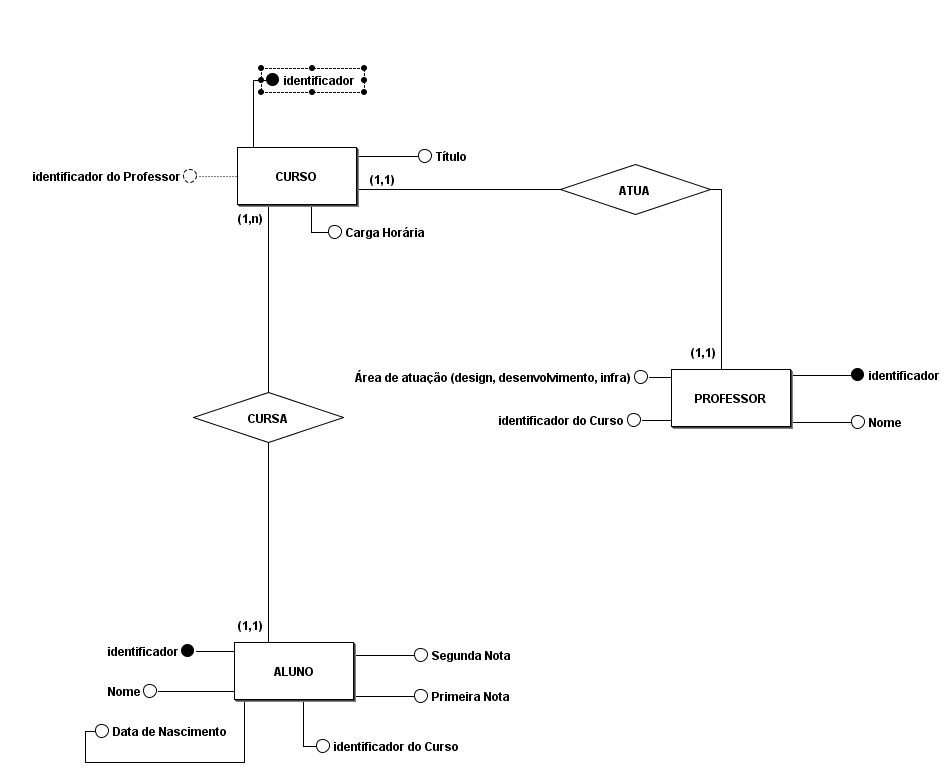 identificador
Título
identificador do Professor
CURSO
(1,1)
ATUA
(1,n)
Carga Horária
(1,1)
Área de atuação (design, desenvolvimento, infra)
identificador
PROFESSOR
identificador do Curso
Nome
CURSA
(1,1)
identificador
Segunda Nota
ALUNO
Nome
Primeira Nota
Data de Nascimento
identificador do Curso